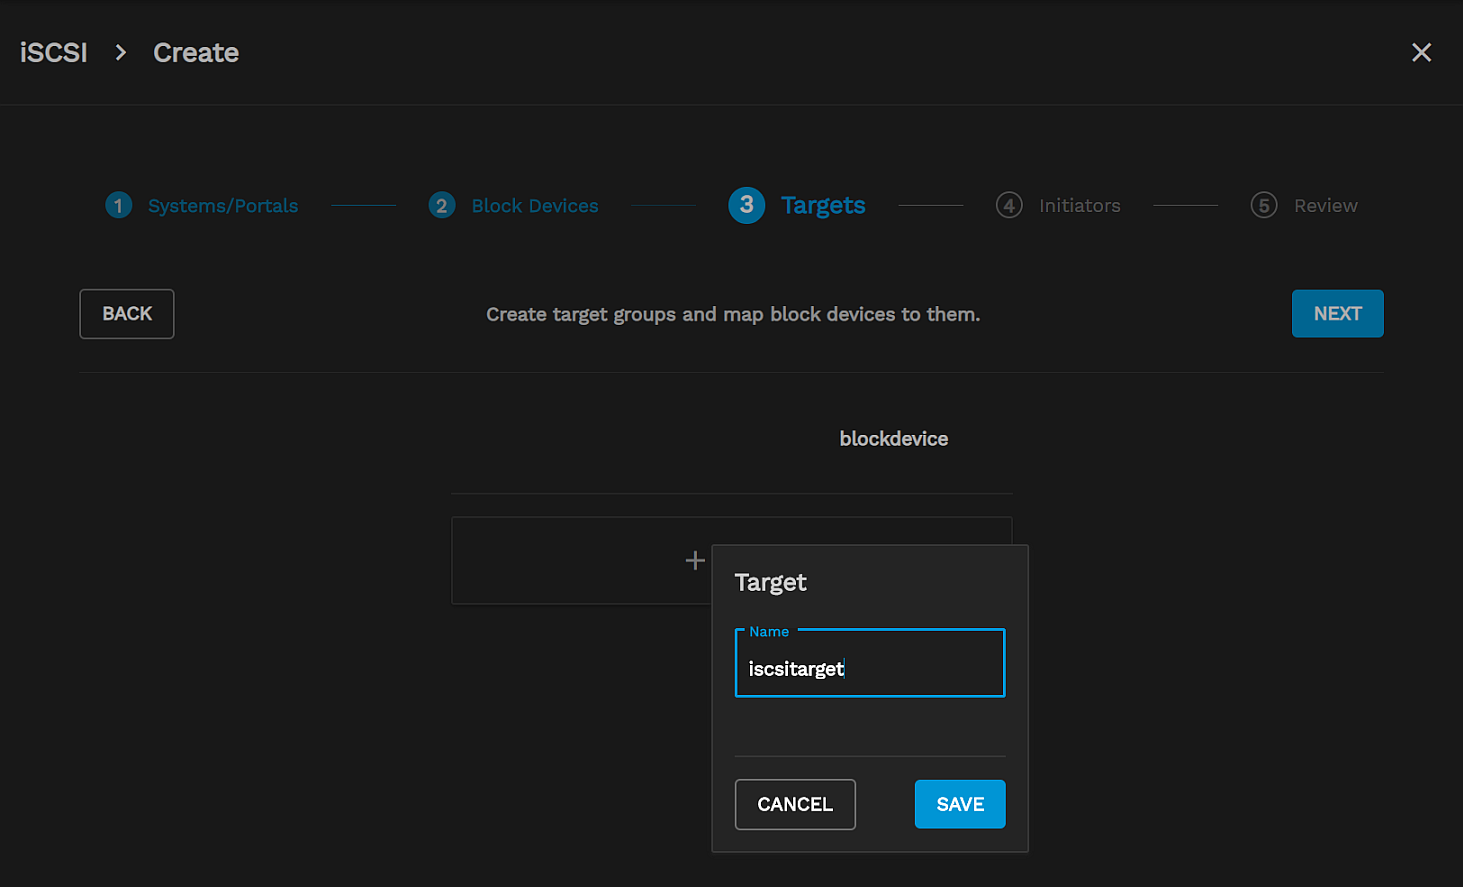 iSCSI > Create
1 Systems/Portals 2 Block Devices 3 Targets 4 Initiators 5 Review
BACK Create target groups and map block devices to them. NEXT
blockdevice
+
Target
Name
iscsitarget
CANCEL SAVE